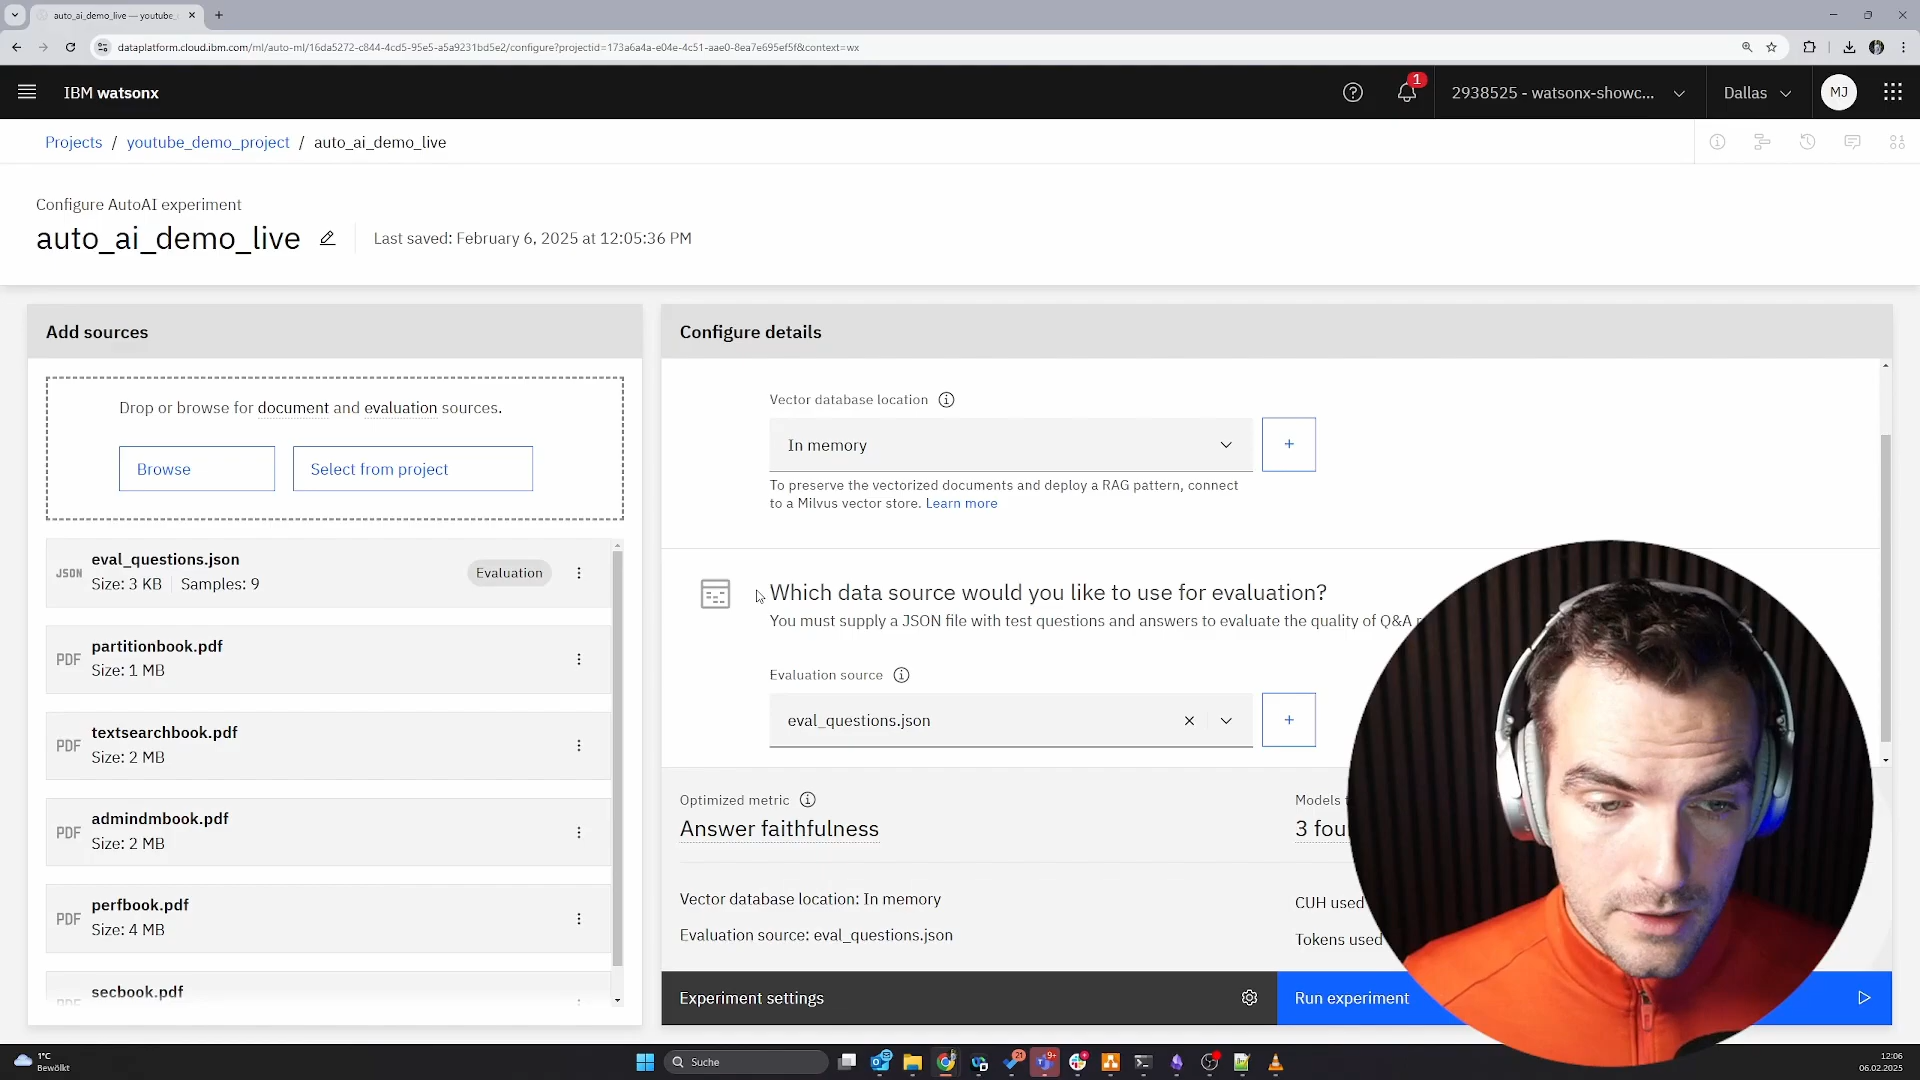 auto_ai_demo_live — youtube_
dataplatform.cloud.ibm.com/ml/auto-ml/16da5272-c844-4cd5-95e5-a5a9231bd5e2/configure?projectid=173a6a4a-e04e-4c51-aae0-8ea7e695ef5f&context=wx
IBM watsonx
1
2938525 - watsonx-showc...
Dallas
MJ
Projects / youtube_demo_project / auto_ai_demo_live
Configure AutoAI experiment
auto_ai_demo_live
Last saved: February 6, 2025 at 12:05:36 PM
Add sources
Drop or browse for document and evaluation sources.
Browse
Select from project
JSON
eval_questions.json
Size: 3 KB
Samples: 9
Evaluation
PDF
partitionbook.pdf
Size: 1 MB
PDF
textsearchbook.pdf
Size: 2 MB
PDF
admindmbook.pdf
Size: 2 MB
PDF
perfbook.pdf
Size: 4 MB
PDF
secbook.pdf
Configure details
Vector database location
In memory
+
To preserve the vectorized documents and deploy a RAG pattern, connect
to a Milvus vector store. Learn more
Which data source would you like to use for evaluation?
You must supply a JSON file with test questions and answers to evaluate the quality of Q&A
Evaluation source
eval_questions.json
+
Optimized metric
Answer faithfulness
Models
3
Vector database location: In memory
Evaluation source: eval_questions.json
CUH used
Tokens used
Experiment settings
Run experiment
1°C
Bewölkt
Suche
21
9+
12:06
06.02.2025